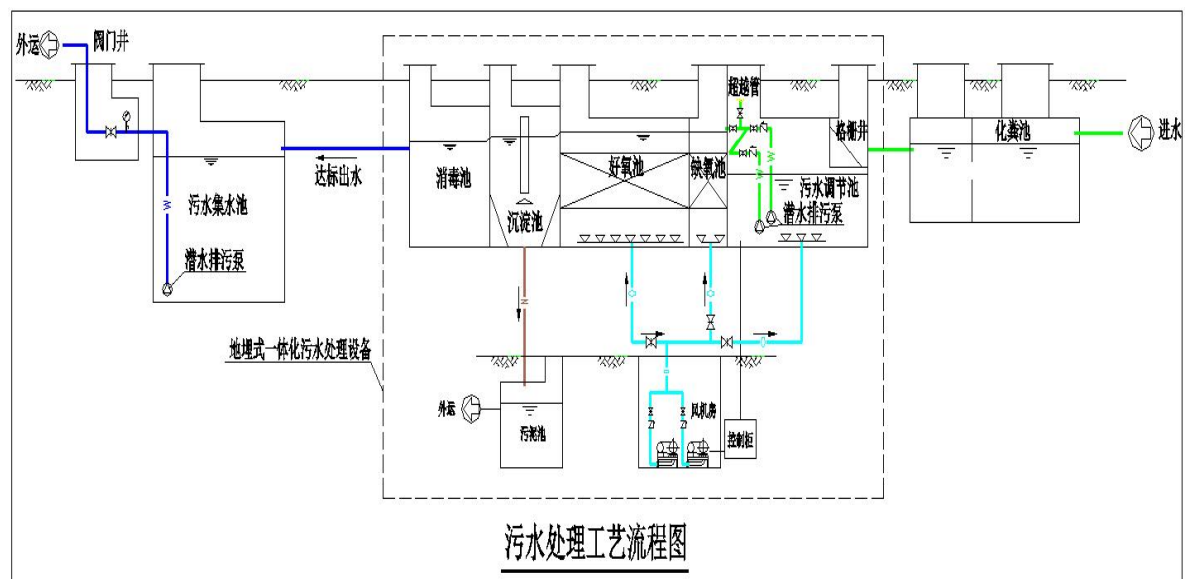 外运
阀门井
超越管
格栅井
化粪池
进水
达标出水
消毒池
好氧池
缺氧池
污水调节池
污水集水池
W
沉淀池
W
W
潜水排污泵
潜水排污泵
N
地埋式一体化污水处理设备
外运
污泥池
风机房
控制柜
污水处理工艺流程图